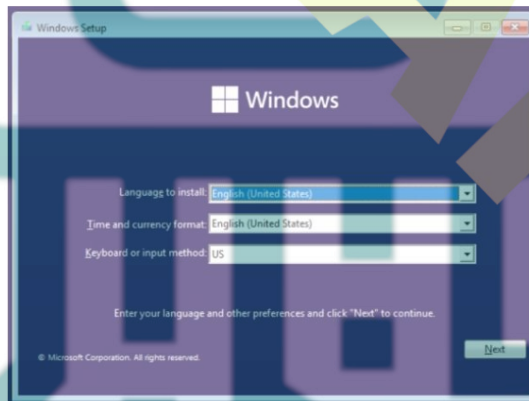 Windows Setup
Windows
Language to install: English (United States)
Time and currency format: English (United States)
Keyboard or input method: US
Enter your language and other preferences and click "Next" to continue.
© Microsoft Corporation. All rights reserved.
Next